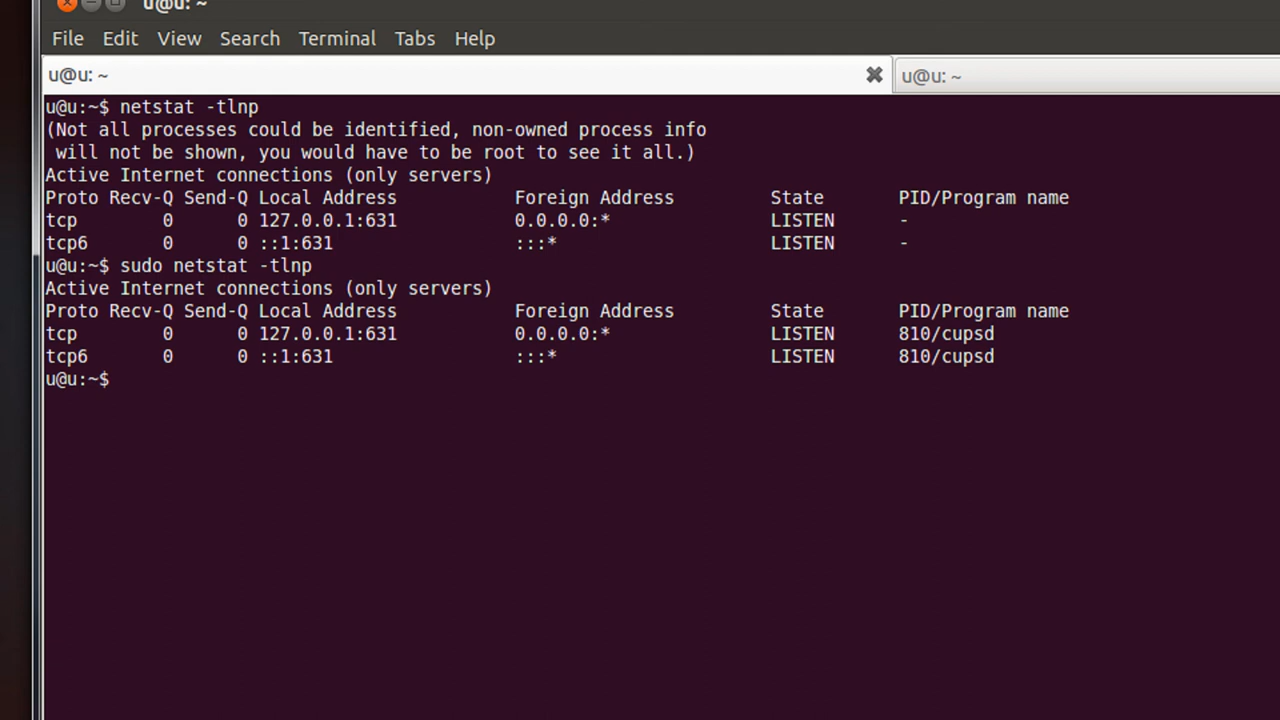 u@u: ~
File Edit View Search Terminal Tabs Help
u@u: ~ u@u: ~
u@u:~$ netstat -tlnp
(Not all processes could be identified, non-owned process info
 will not be shown, you would have to be root to see it all.)
Active Internet connections (only servers)
Proto Recv-Q Send-Q Local Address           Foreign Address         State       PID/Program name
tcp        0      0 127.0.0.1:631           0.0.0.0:*               LISTEN      -
tcp6       0      0 ::1:631                 :::*                    LISTEN      -
u@u:~$ sudo netstat -tlnp
Active Internet connections (only servers)
Proto Recv-Q Send-Q Local Address           Foreign Address         State       PID/Program name
tcp        0      0 127.0.0.1:631           0.0.0.0:*               LISTEN      810/cupsd
tcp6       0      0 ::1:631                 :::*                    LISTEN      810/cupsd
u@u:~$